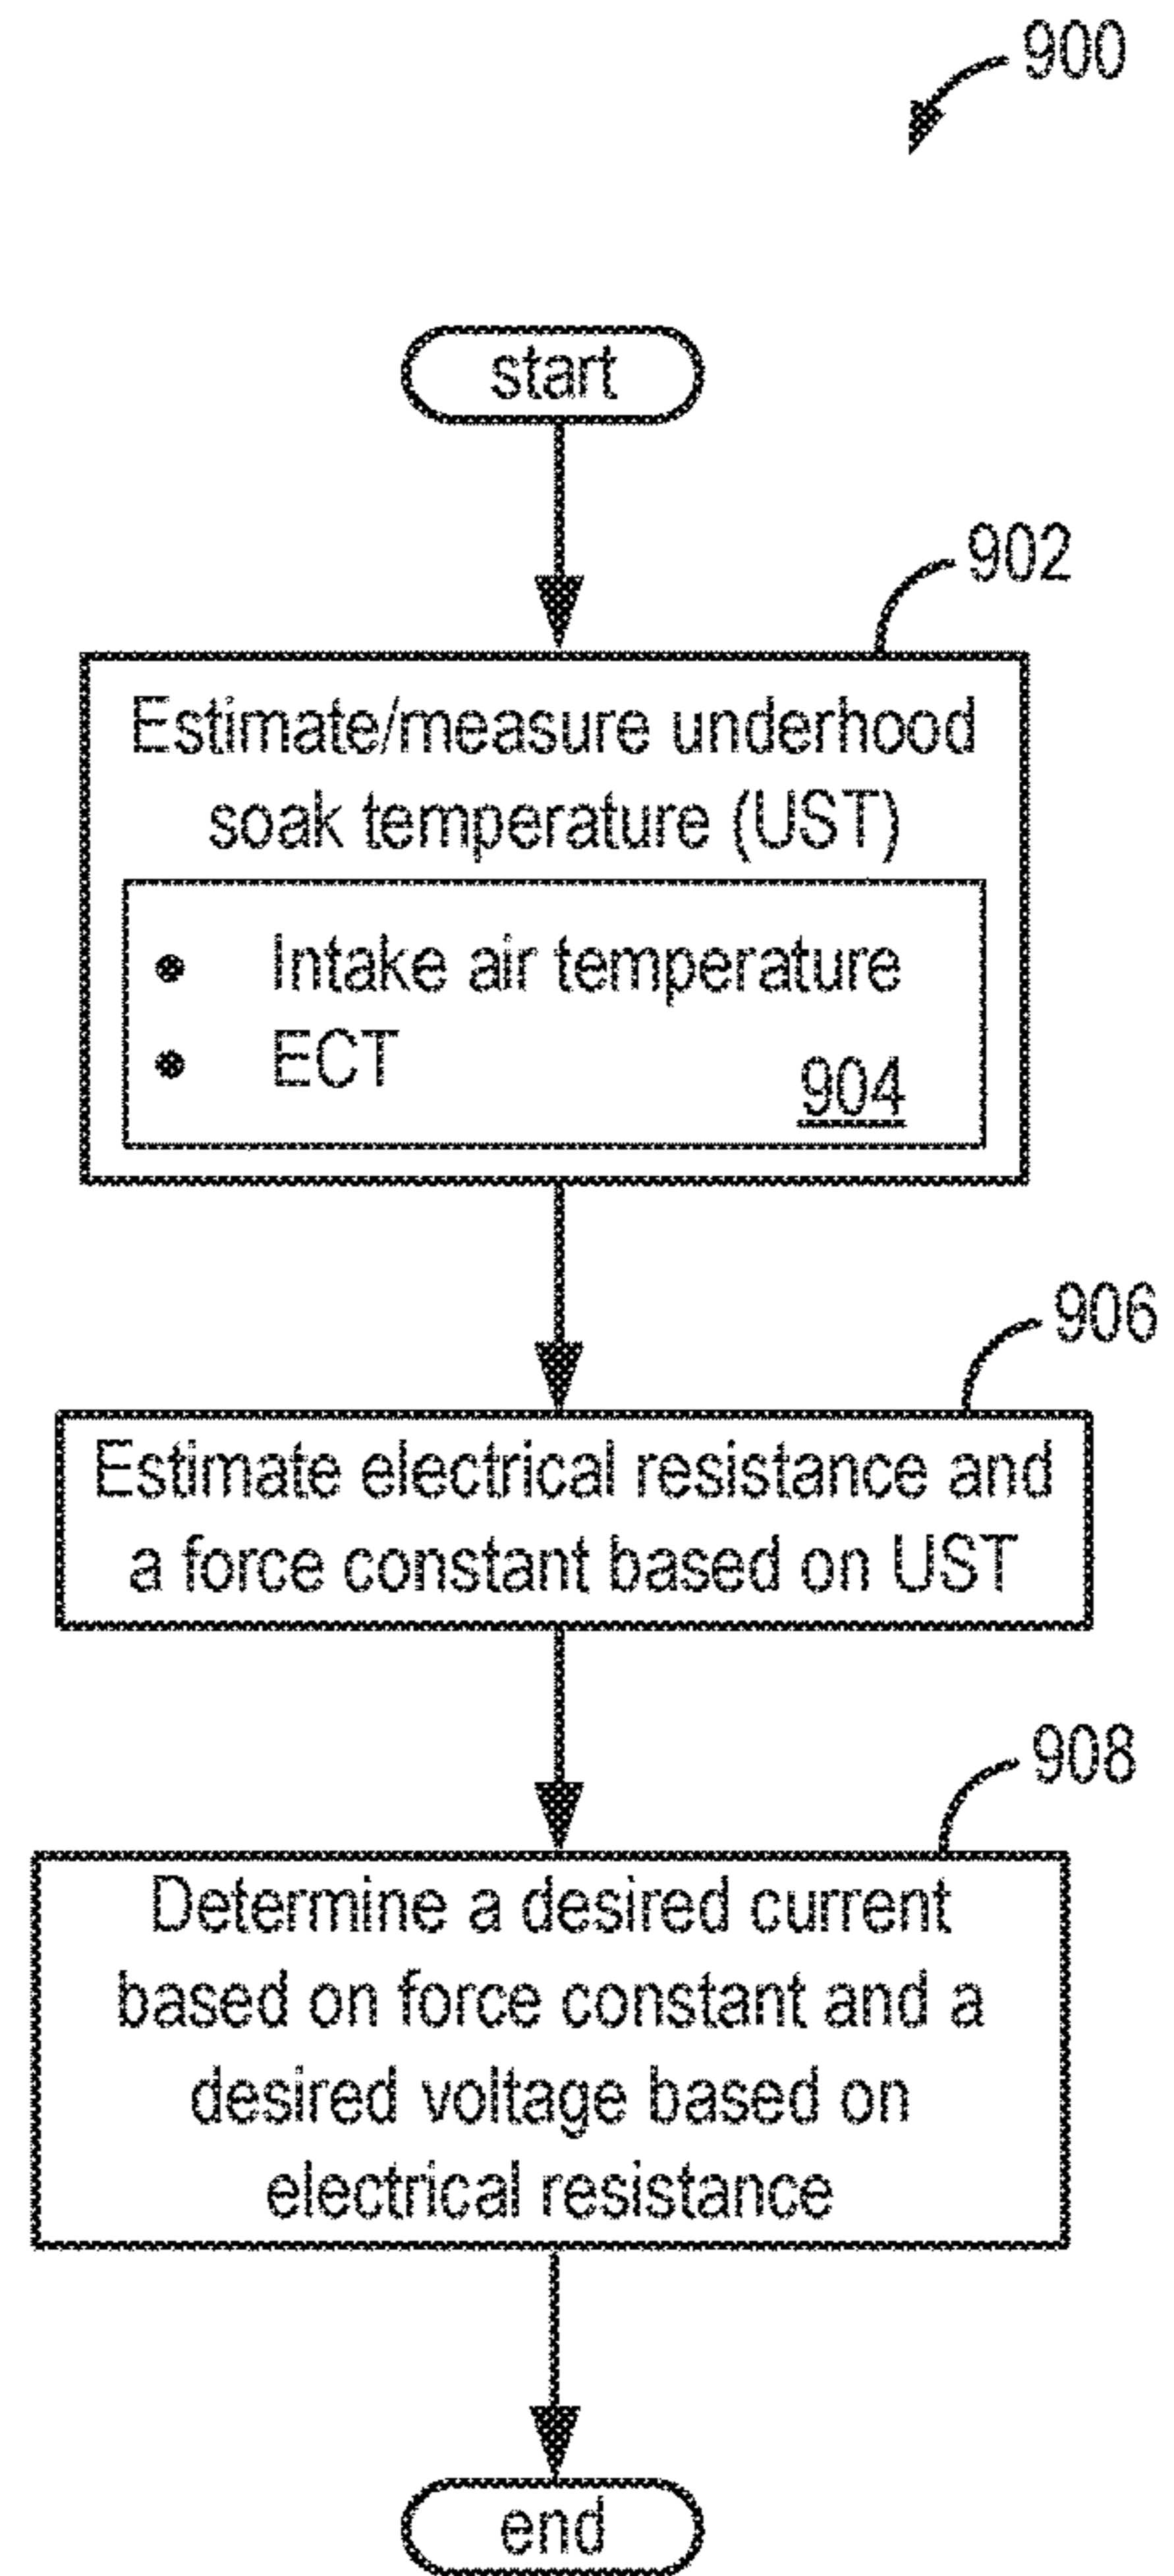 900
start
902
Estimate/measure underhood
soak temperature (UST)
• Intake air temperature
• ECT
904
906
Estimate electrical resistance and
a force constant based on UST
908
Determine a desired current
based on force constant and a
desired voltage based on
electrical resistance
end